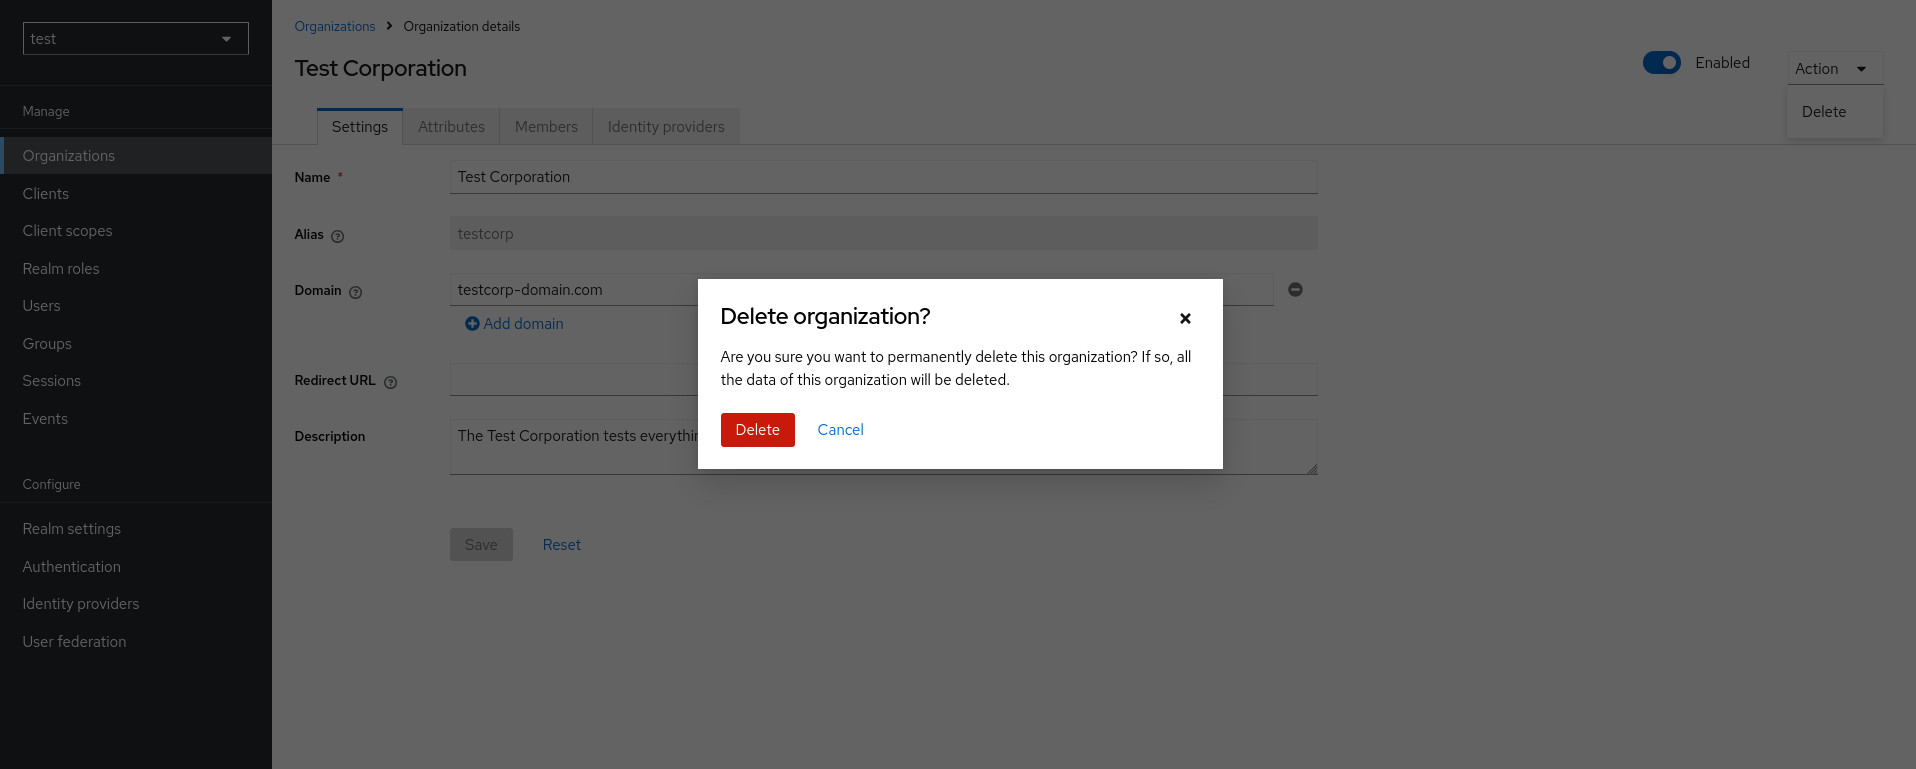 test
Manage
Organizations
Clients
Client scopes
Realm roles
Users
Groups
Sessions
Events
Configure
Realm settings
Authentication
Identity providers
User federation
Organizations Organization details
Test Corporation
Enabled
Action
Delete
Settings Attributes Members Identity providers
Name * Test Corporation
Alias testcorp
Domain testcorp-domain.com
Add domain
Redirect URL
Description The Test Corporation tests
Save Reset
Delete organization?
Are you sure you want to permanently delete this organization? If so, all
the data of this organization will be deleted.
Delete Cancel